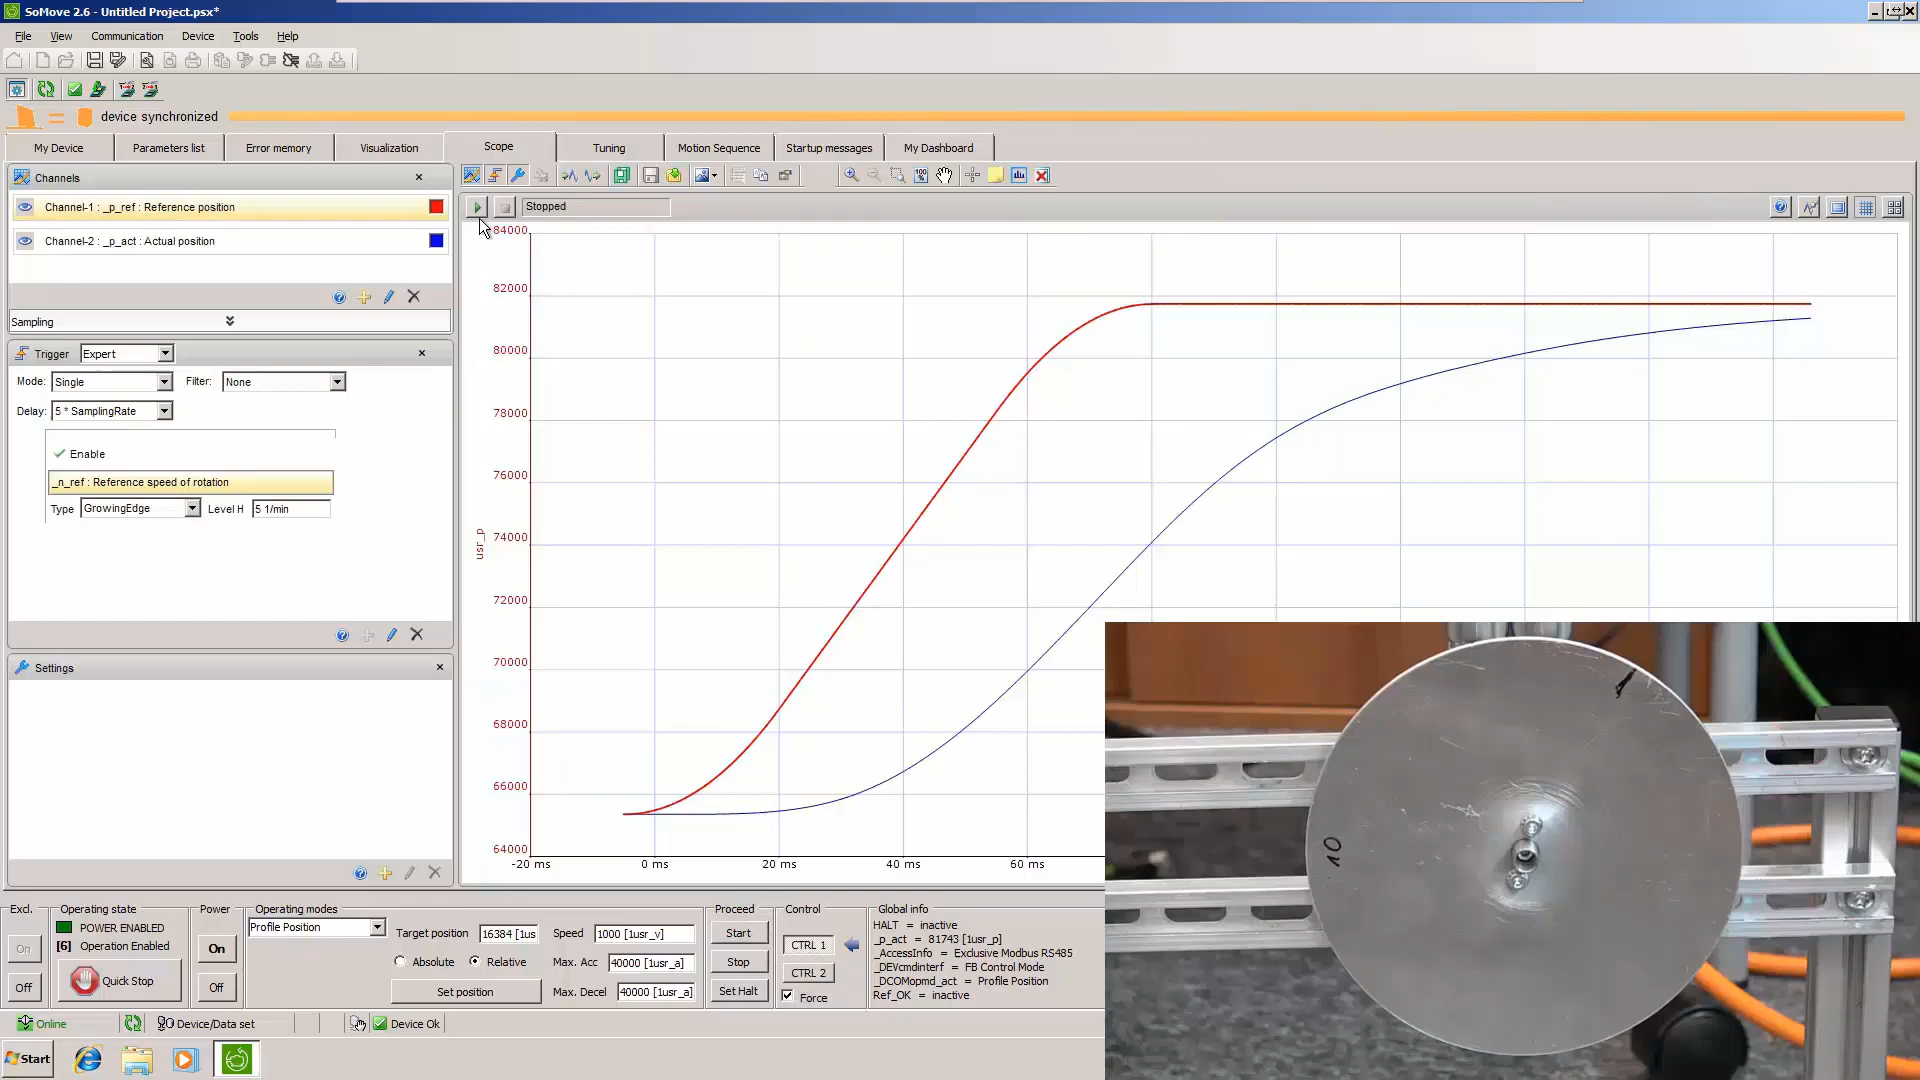 SoMove 2.6 - Untitled Project.psx*
File View Communication Device Tools Help
device synchronized
My Device Parameters list Error memory Visualization Scope Tuning Motion Sequence Startup messages My Dashboard
Channels
Channel-1 : _p_ref : Reference position
Channel-2 : _p_act : Actual position
Sampling
Trigger Expert
Mode: Single Filter: None
Delay: 5 * SamplingRate
Enable
_n_ref : Reference speed of rotation
Type GrowingEdge Level H 5 1/min
Settings
Stopped
84000
82000
80000
78000
76000
74000
72000
70000
68000
66000
64000
usr_p
-20 ms 0 ms 20 ms 40 ms 60 ms
10
Excl. Operating state Power Operating modes Proceed Control Global info
On
Off
POWER ENABLED
[6] Operation Enabled
Quick Stop
On
Off
Profile Position
Target position 16384 [1us Speed 1000 [1usr_v]
Absolute Relative Max. Acc 40000 [1usr_a]
Set position Max. Decel 40000 [1usr_a]
Start
Stop
Set Halt
CTRL 1
CTRL 2
Force
HALT = inactive
_p_act = 81743 [1usr_p]
_AccessInfo = Exclusive Modbus RS485
_DEVcmdinterf = FB Control Mode
_DCOMopmd_act = Profile Position
Ref_OK = inactive
Online Device/Data set Device Ok
Start